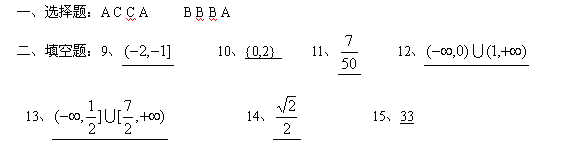 一、选择题：A C C A B B B A
二、填空题：9、(−2,−1] 10、{0,2} 11、7/50 12、(−∞,0)∪(1,+∞)
13、(−∞,1/2]∪[7/2,+∞) 14、√2/2 15、33